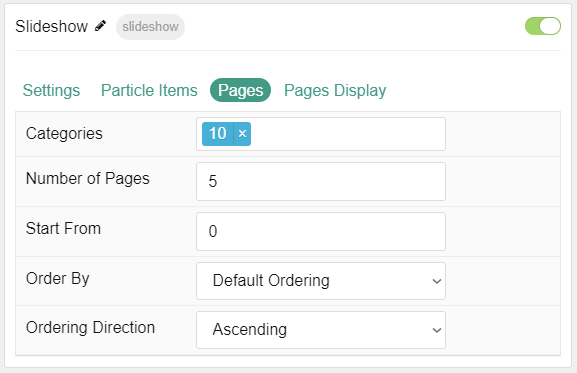 Slideshow slideshow
Settings Particle Items Pages Pages Display
Categories 10 ×
Number of Pages 5
Start From 0
Order By Default Ordering
Ordering Direction Ascending